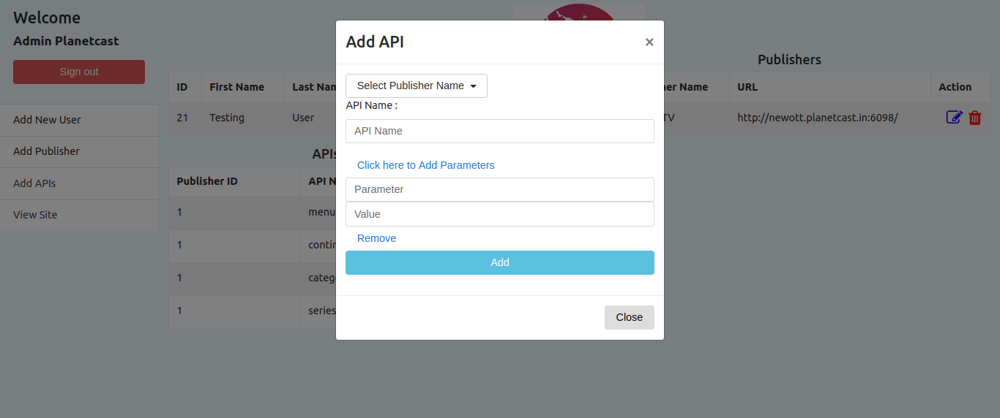 Welcome
Admin Planetcast
Sign out
Add New User
Add Publisher
Add APIs
View Site
Publishers
ID First Name Last Nam er Name URL Action
21 Testing User TV http://newott.planetcast.in:6098/
APIs
Publisher ID API N
1 menu
1 contin
1 catego
1 series
Add API ×
Select Publisher Name
API Name :
API Name
Click here to Add Parameters
Parameter
Value
Remove
Add
Close